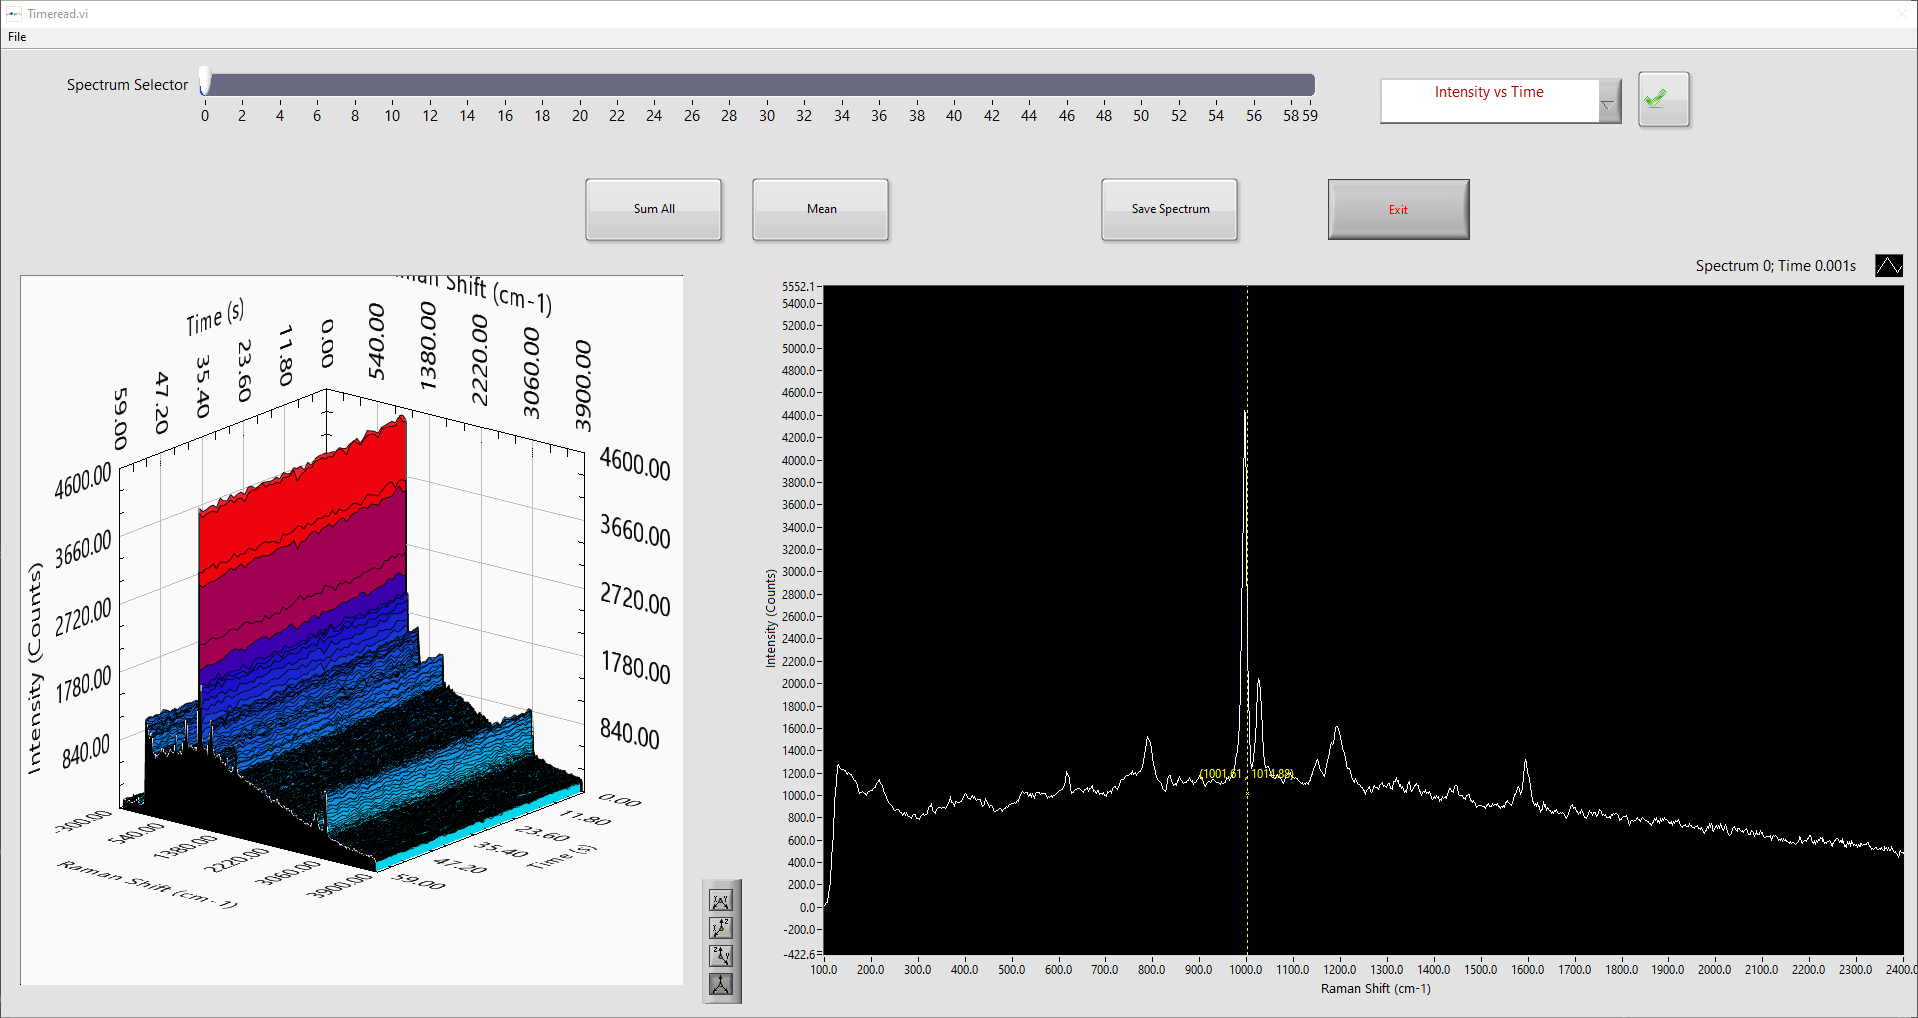 Timeread.vi
File
Spectrum Selector
0 2 4 6 8 10 12 14 16 18 20 22 24 26 28 30 32 34 36 38 40 42 44 46 48 50 52 54 56 58 59
Intensity vs Time
Sum All
Mean
Save Spectrum
Exit
Spectrum 0; Time 0.001s
Shift (cm-1)
Time (s)
59.00 47.20 35.40 23.60 11.80 0.00
540.00 1380.00 2220.00 3060.00 3900.00
4600.00
3660.00
2720.00
1780.00
840.00
Intensity (Counts)
4600.00
3660.00
2720.00
1780.00
840.00
-300.00 540.00 1380.00 2220.00 3060.00 3900.00
Raman Shift (cm-1)
0.00
11.80
23.60
35.40
47.20
59.00
Time (s)
5552.1
5400.0
5200.0
5000.0
4800.0
4600.0
4400.0
4200.0
4000.0
3800.0
3600.0
3400.0
3200.0
3000.0
2800.0
2600.0
2400.0
2200.0
2000.0
1800.0
1600.0
1400.0
1200.0
1000.0
800.0
600.0
400.0
200.0
0.0
-200.0
-422.6
Intensity (Counts)
(1001.61 , 1014.88)
100.0 200.0 300.0 400.0 500.0 600.0 700.0 800.0 900.0 1000.0 1100.0 1200.0 1300.0 1400.0 1500.0 1600.0 1700.0 1800.0 1900.0 2000.0 2100.0 2200.0 2300.0 2400.0
Raman Shift (cm-1)